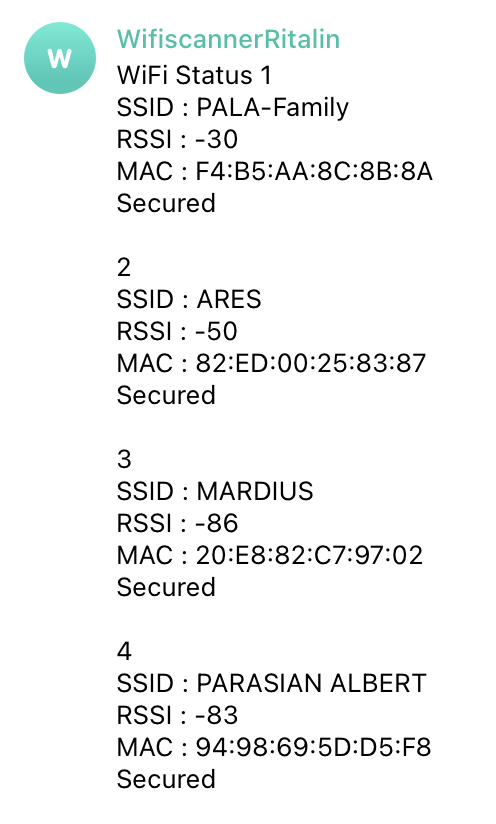 W
WifiscannerRitalin
WiFi Status 1
SSID : PALA-Family
RSSI : -30
MAC : F4:B5:AA:8C:8B:8A
Secured
2
SSID : ARES
RSSI : -50
MAC : 82:ED:00:25:83:87
Secured
3
SSID : MARDIUS
RSSI : -86
MAC : 20:E8:82:C7:97:02
Secured
4
SSID : PARASIAN ALBERT
RSSI : -83
MAC : 94:98:69:5D:D5:F8
Secured